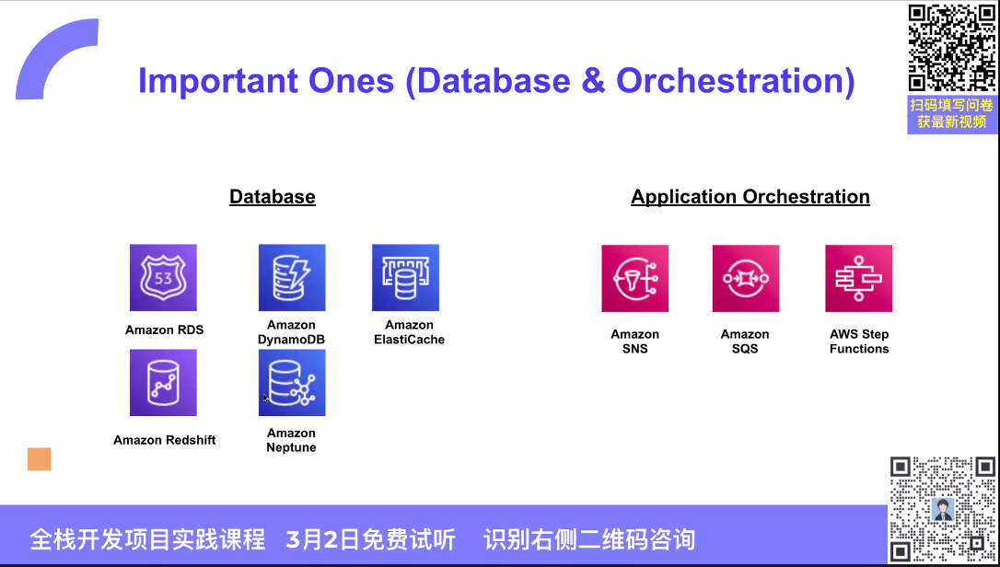 Important Ones (Database & Orchestration)
扫码填写问卷
获最新视频
Database
Application Orchestration
53
Amazon RDS
Amazon
DynamoDB
Amazon
ElastiCache
Amazon
SNS
Amazon
SQS
AWS Step
Functions
Amazon Redshift
Amazon
Neptune
全栈开发项目实践课程 3月2日免费试听 识别右侧二维码咨询